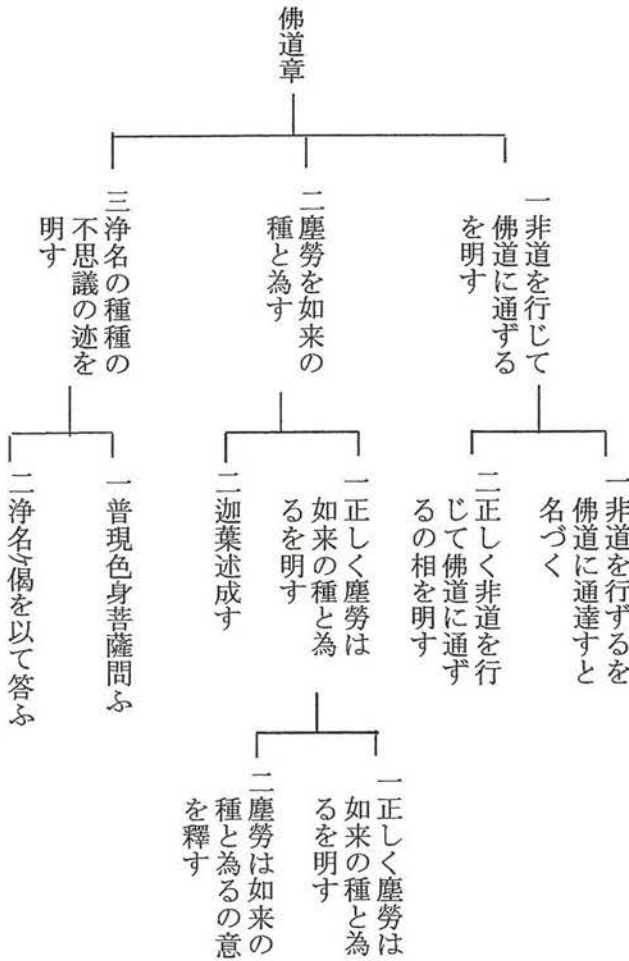 佛道章
一非道を行じて
佛道に通ずる
を明す
一非道を行ずるを
佛道に通達すと
名づく
二正しく非道を行
じて佛道に通ず
るの相を明す
二塵勞を如来の
種と為す
一正しく塵勞は
如来の種と為
るを明す
一正しく塵勞は
如来の種と為
るを明す
二塵勞は如来の
種と為るの意
を釋す
二迦葉述成す
三浄名の種種の
不思議の迹を
明す
一普現色身菩薩問ふ
二浄名偈を以て答ふ